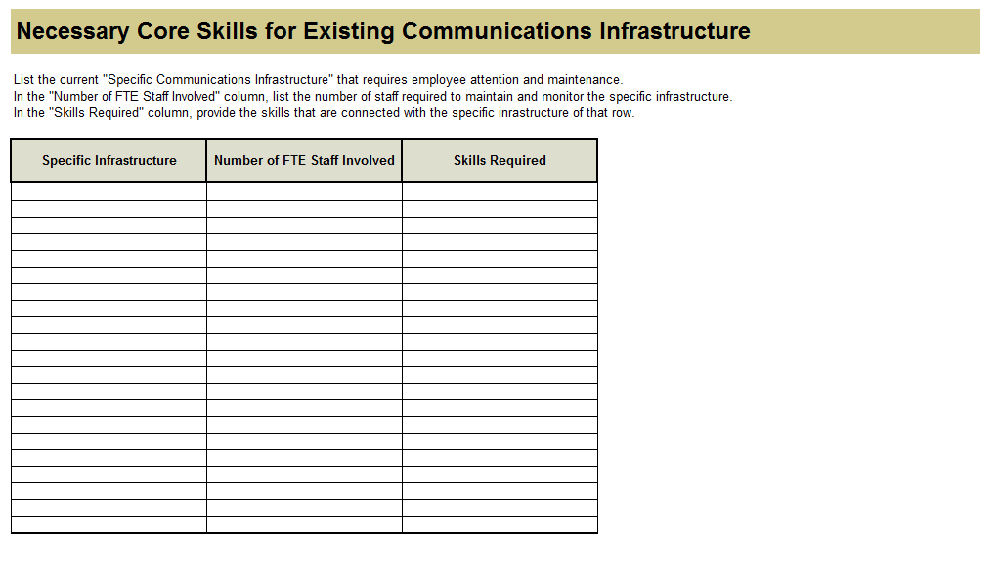 Necessary Core Skills for Existing Communications Infrastructure
List the current "Specific Communications Infrastructure" that requires employee attention and maintenance.
In the "Number of FTE Staff Involved" column, list the number of staff required to maintain and monitor the specific infrastructure.
In the "Skills Required" column, provide the skills that are connected with the specific inrastructure of that row.
Specific Infrastructure Number of FTE Staff Involved Skills Required